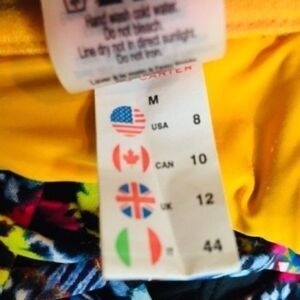 Hand wash cold water.
Do not bleach.
Line dry not in direct sunlight.
Do not Iron.
CARTER
M
USA 8
CAN 10
UK 12
IT 44